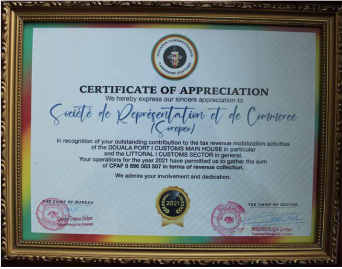 CERTIFICATE OF APPRECIATION
We hereby express our sincere appreciation to
Société de Représentation et de Commerce
(Sorepco)
In recognition of your outstanding contribution to the tax revenue mobilization activities
of the DOUALA PORT I CUSTOMS MAIN HOUSE in particular
and the LITTORAL I CUSTOMS SECTOR in general.
Your operations for the year 2021 have permitted us to gather the sum
of CFAF 8 896 083 507 in terms of revenue collection.
We admire your involvement and dedication.
THE CHIEF OF BUREAU
2021
THE CHIEF OF SECTOR